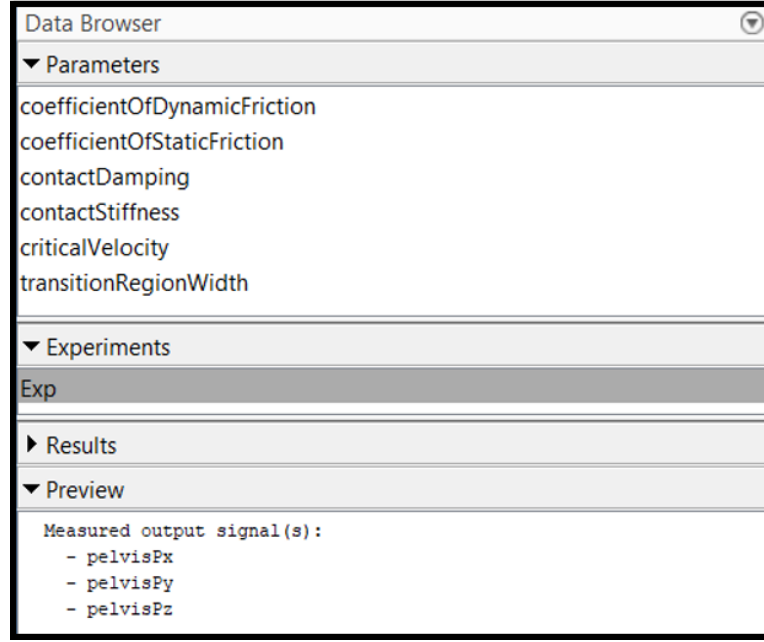 Data Browser
Parameters
coefficientOfDynamicFriction
coefficientOfStaticFriction
contactDamping
contactStiffness
criticalVelocity
transitionRegionWidth
Experiments
Exp
Results
Preview
Measured output signal(s):
- pelvisPx
- pelvisPy
- pelvisPz